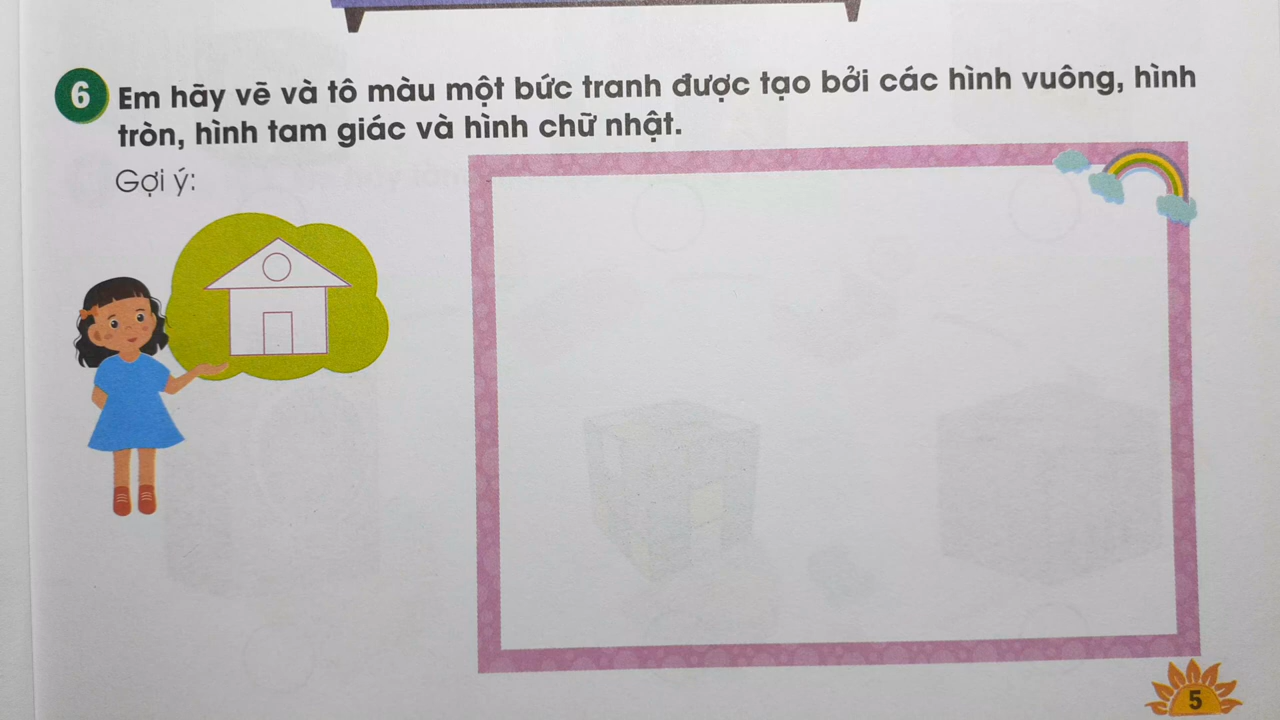 6 Em hãy vẽ và tô màu một bức tranh được tạo bởi các hình vuông, hình
tròn, hình tam giác và hình chữ nhật.
Gợi ý:
5